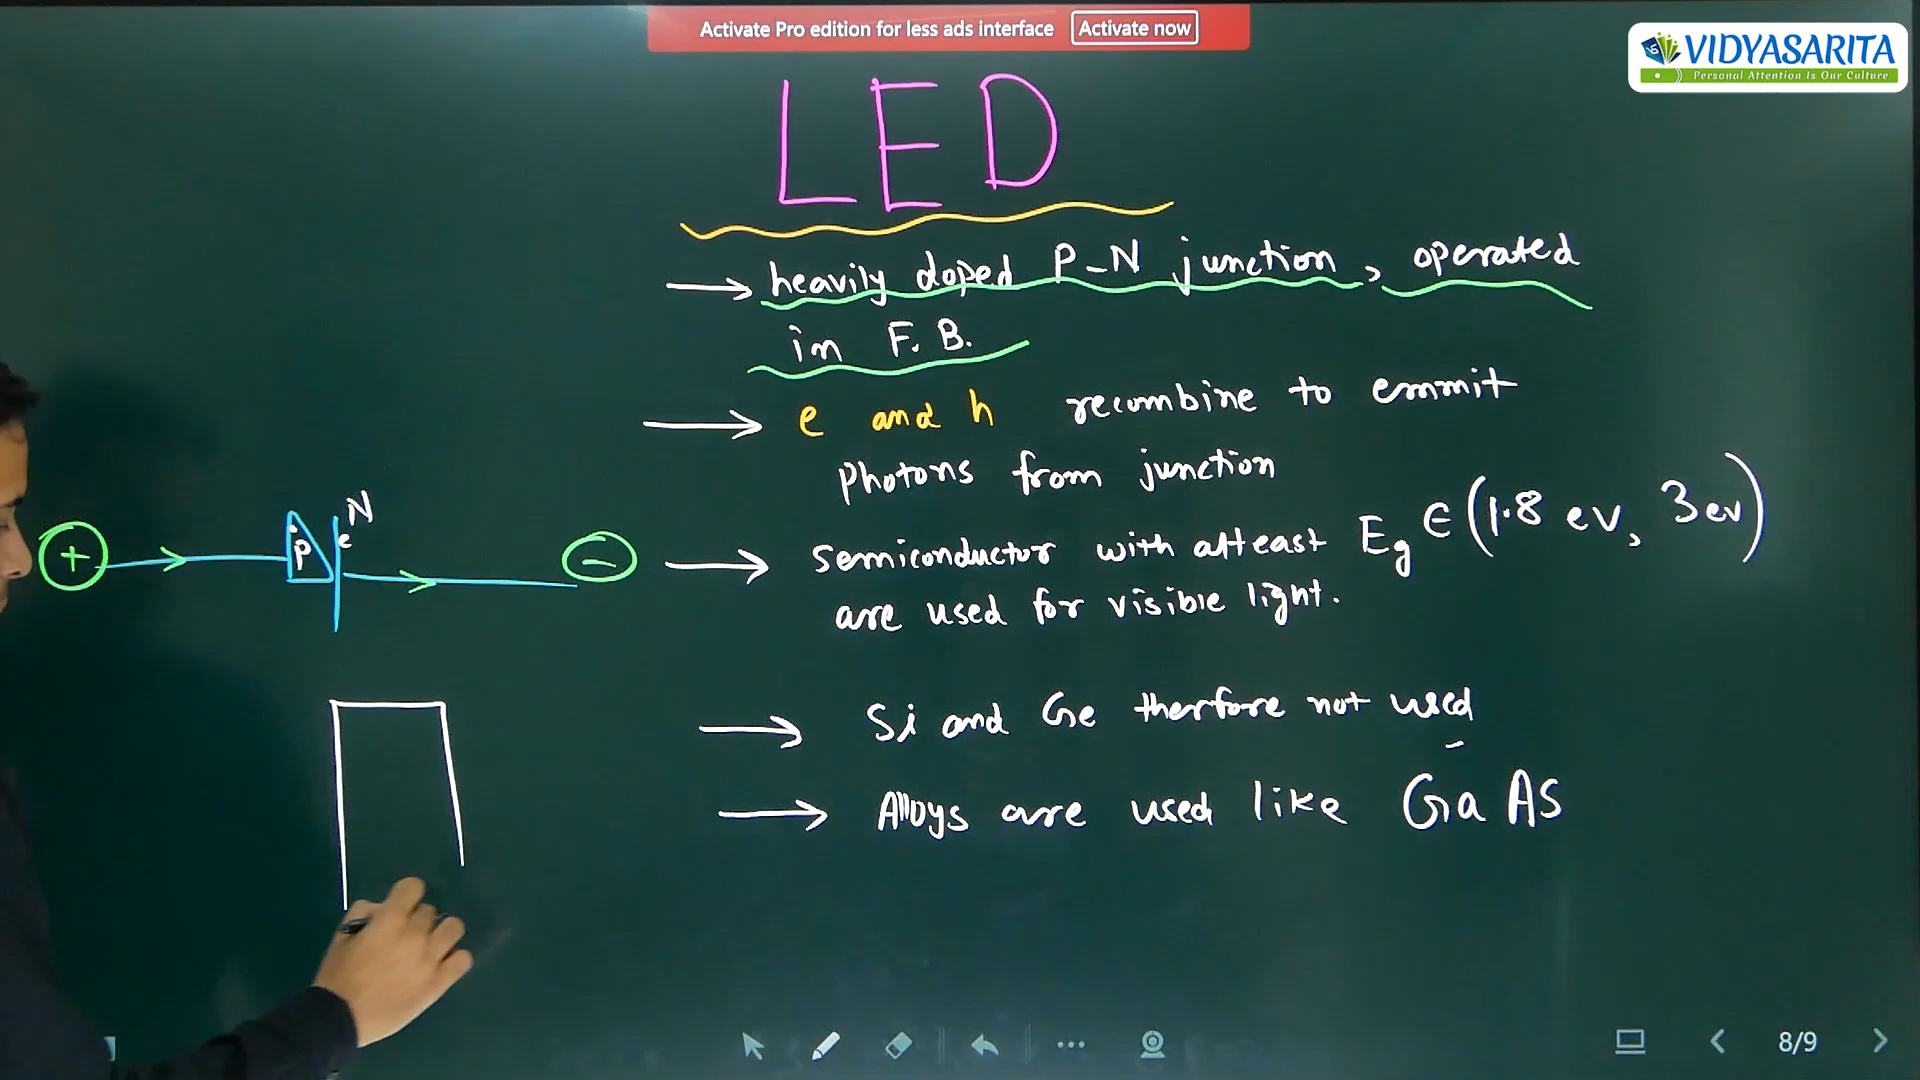 Activate Pro edition for less ads interface Activate now
VIDYASARITA
Personal Attention Is Our Culture
LED
→ heavily doped P-N junction, operated
in F.B.
→ e and h recombine to emmit
Photons from junction
→ semiconductor with atteast Eg ∈ (1.8 ev, 3 ev)
are used for visible light.
→ Si and Ge therfore not used
→ Alloys are used like Ga As
+ P e N -
8/9